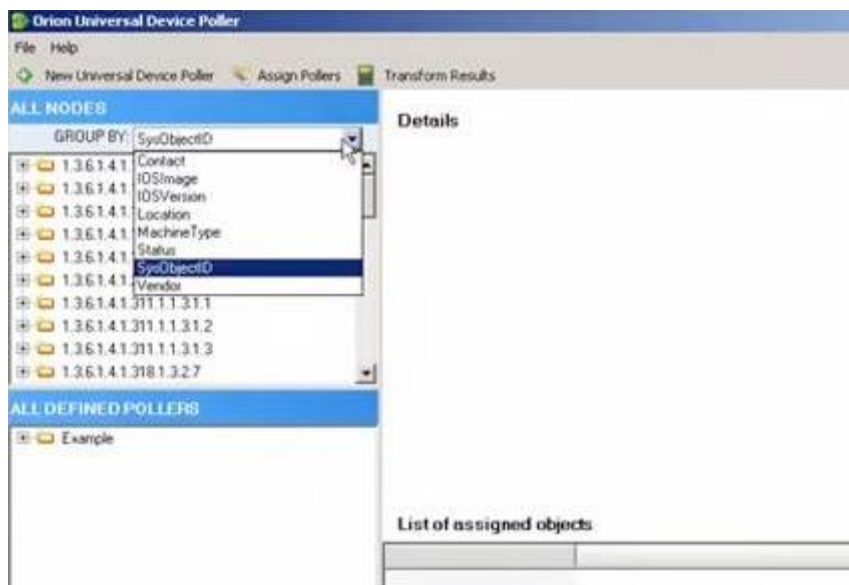 Orion Universal Device Poller
File Help
New Universal Device Poller Assign Pollers Transform Results
ALL NODES
GROUP BY: SysObjectID
Contact
IOSImage
IOSVersion
Location
MachineType
Status
SysObjectID
Vendor
1.3.6.1.4.1
1.3.6.1.4.1
1.3.6.1.4.1
1.3.6.1.4.1
1.3.6.1.4.1
1.3.6.1.4.1
1.3.6.1.4.1.311.1.1.3.1.1
1.3.6.1.4.1.311.1.1.3.1.2
1.3.6.1.4.1.311.1.1.3.1.3
1.3.6.1.4.1.318.1.3.2.7
ALL DEFINED POLLERS
Example
Details
List of assigned objects